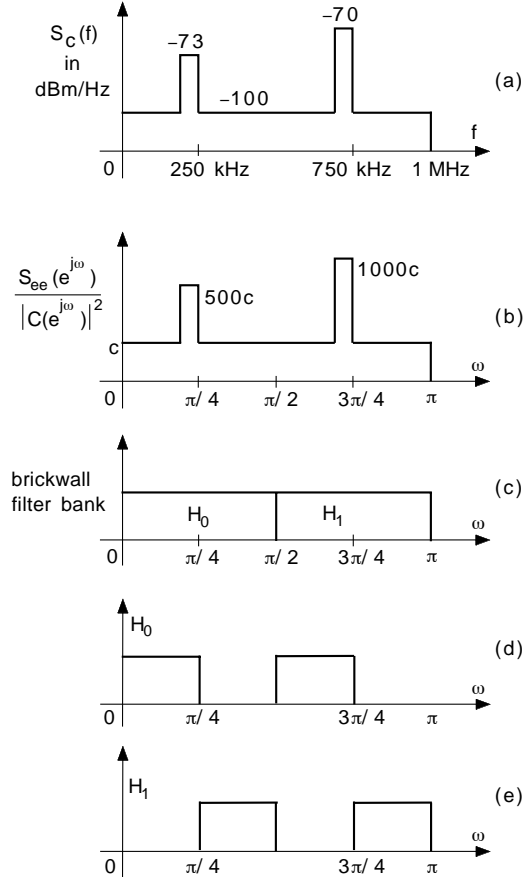 S_c(f)
in
dBm/Hz
−73
−70
−100
(a)
f
0
250 kHz
750 kHz
1 MHz
S_ee(e^jω)
|C(e^jω)|^2
500c
1000c
(b)
c
ω
0
π/4
π/2
3π/4
π
brickwall
filter bank
(c)
H_0
H_1
ω
0
π/4
π/2
3π/4
π
H_0
(d)
ω
0
π/4
3π/4
π
H_1
(e)
ω
0
π/4
3π/4
π